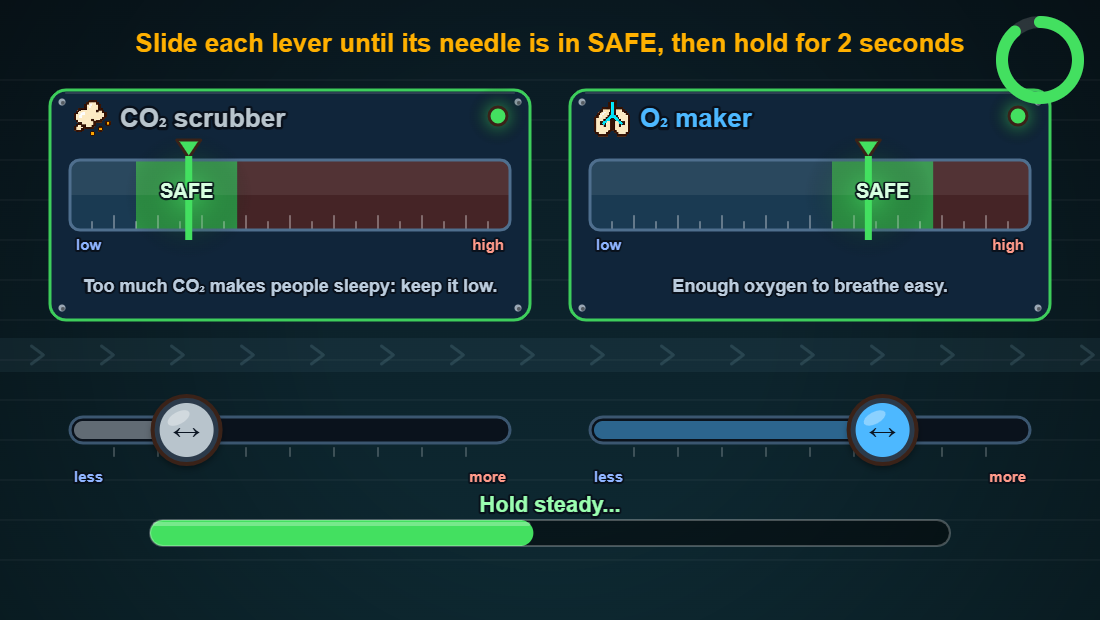 Slide each lever until its needle is in SAFE, then hold for 2 seconds
CO₂ scrubber
SAFE
low high
Too much CO₂ makes people sleepy: keep it low.
O₂ maker
SAFE
low high
Enough oxygen to breathe easy.
less more
less more
Hold steady...